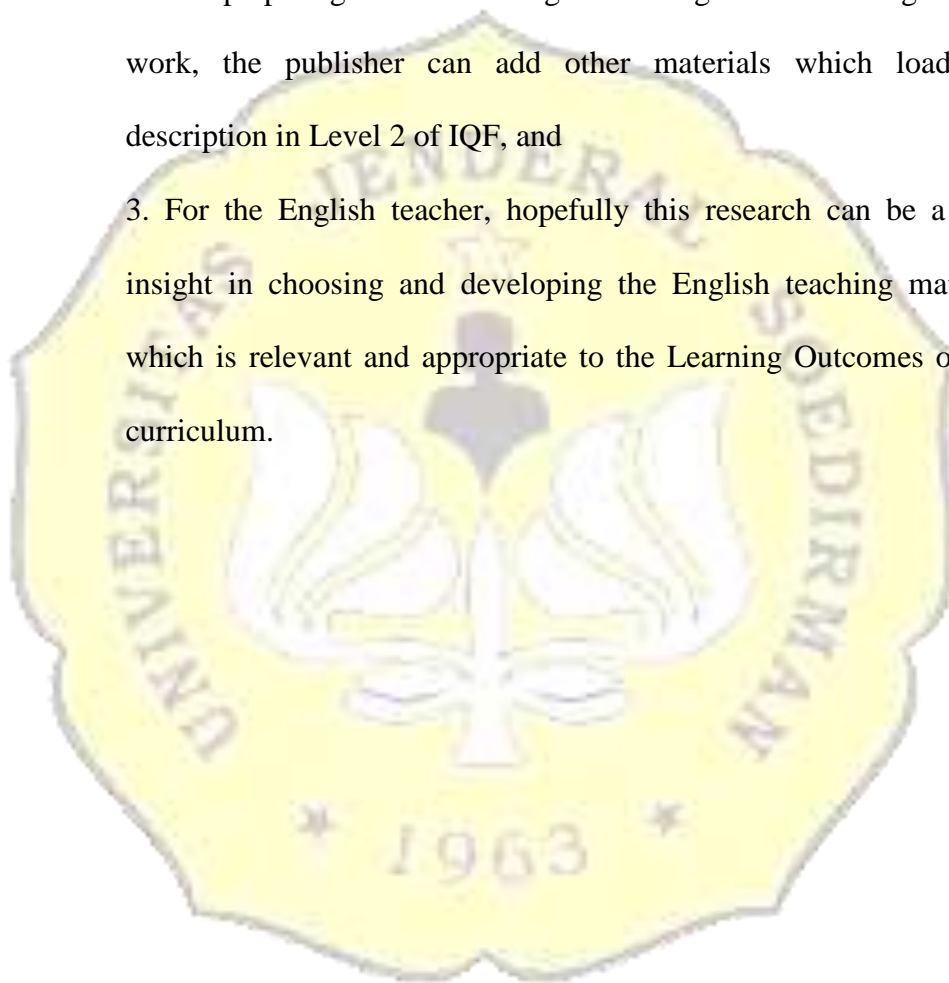 work, the publisher can add other materials which load
description in Level 2 of IQF, and
3. For the English teacher, hopefully this research can be a
insight in choosing and developing the English teaching
which is relevant and appropriate to the Learning Outcomes
curriculum.
UNIVERSITAS JENDERAL SOEDIRMAN
1963